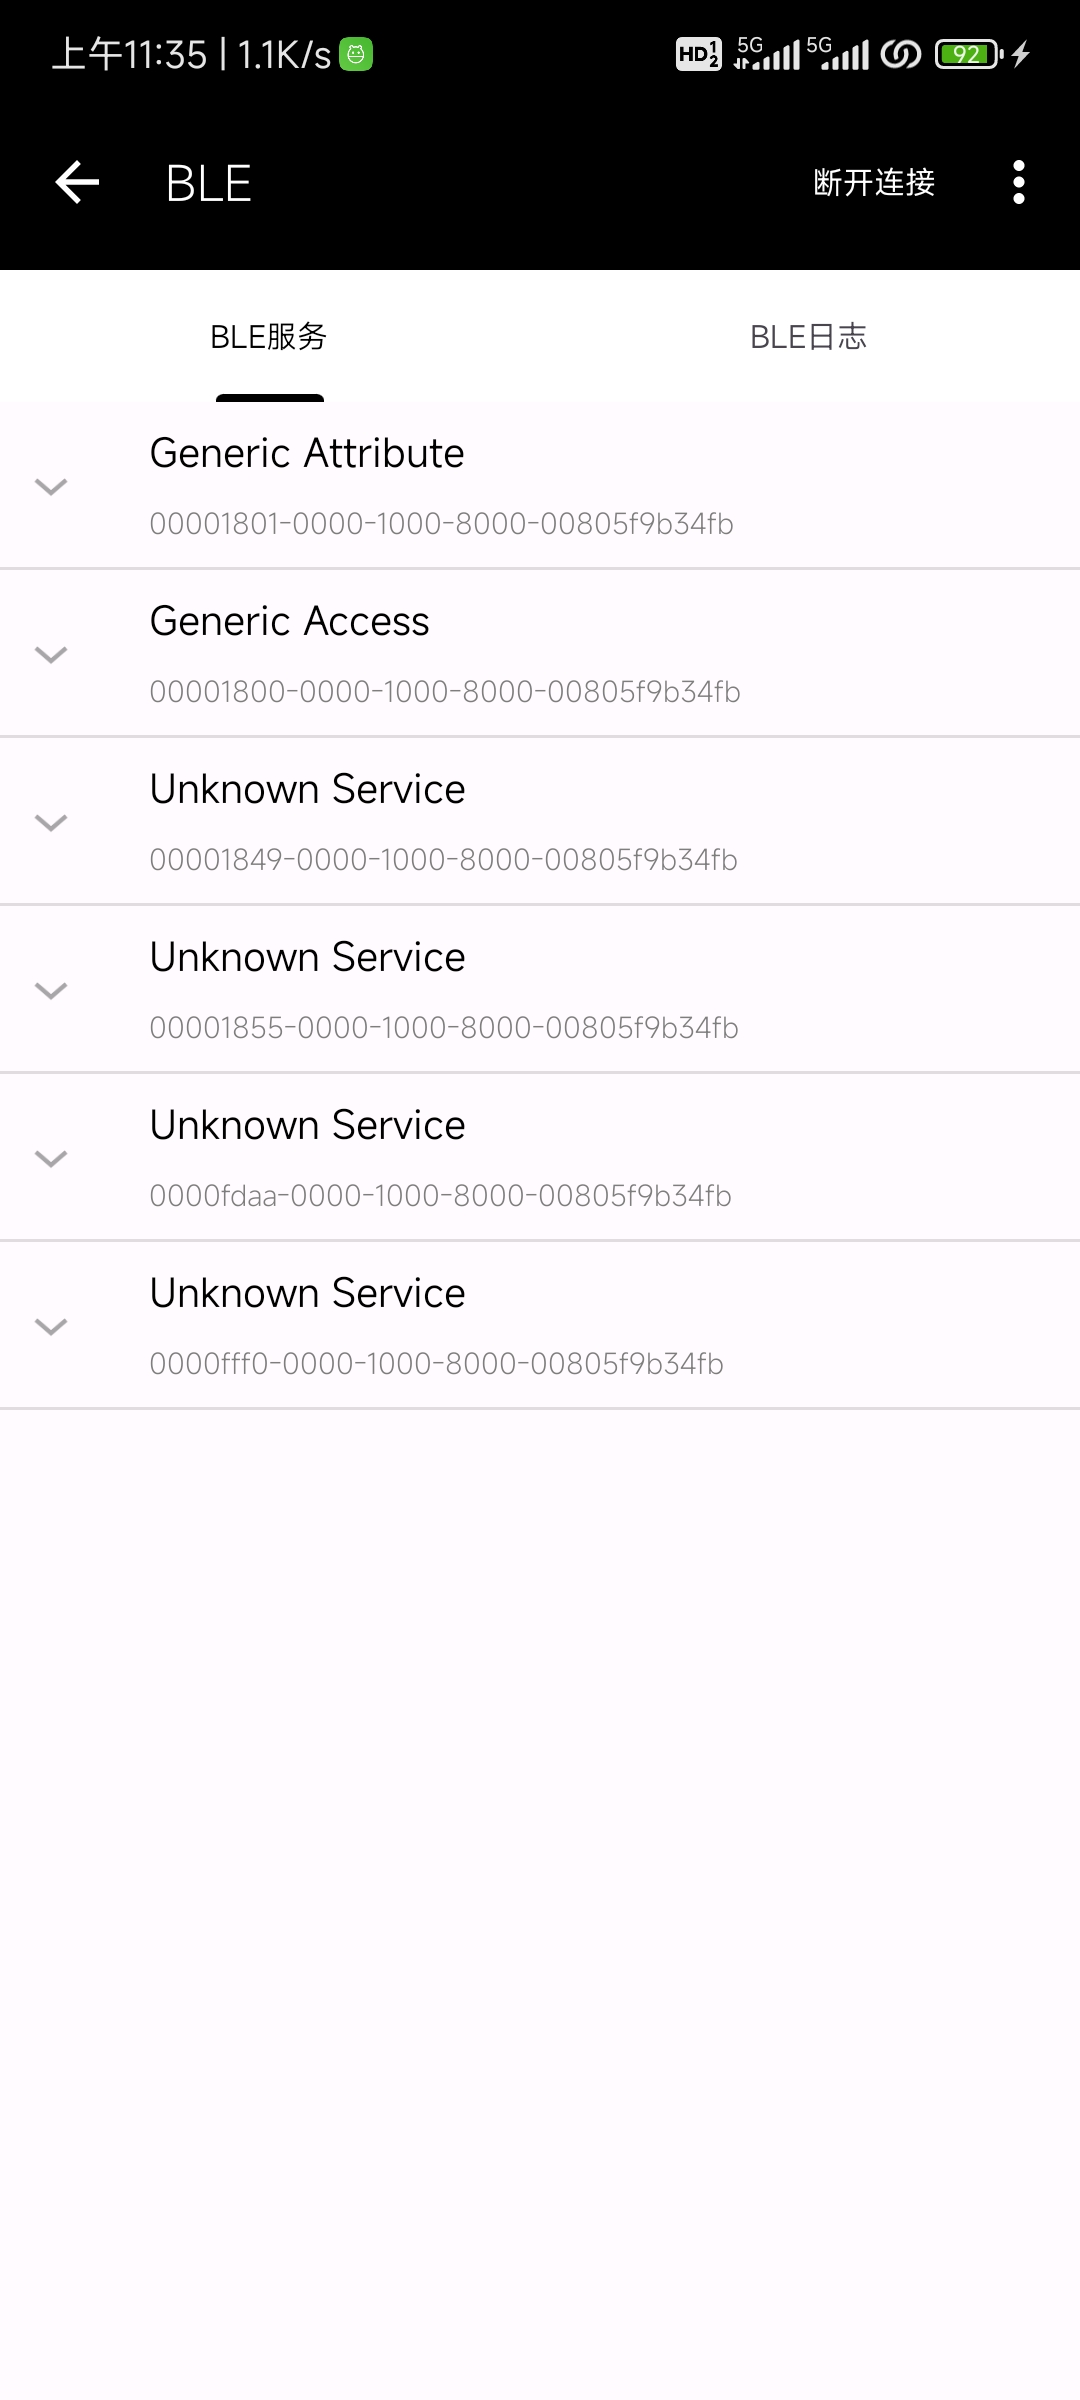 上午11:35 | 1.1K/s HD 1 2 5G 5G 92
BLE 断开连接
BLE服务 BLE日志
Generic Attribute
00001801-0000-1000-8000-00805f9b34fb
Generic Access
00001800-0000-1000-8000-00805f9b34fb
Unknown Service
00001849-0000-1000-8000-00805f9b34fb
Unknown Service
00001855-0000-1000-8000-00805f9b34fb
Unknown Service
0000fdaa-0000-1000-8000-00805f9b34fb
Unknown Service
0000fff0-0000-1000-8000-00805f9b34fb